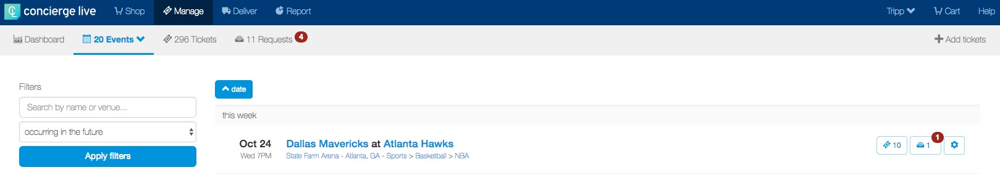 concierge live Shop Manage Deliver Report Tripp Cart Help
Dashboard 20 Events 296 Tickets 11 Requests 4 Add tickets
Filters
Search by name or venue...
occurring in the future
Apply filters
date
this week
Oct 24 Dallas Mavericks at Atlanta Hawks 10 1 1
Wed 7PM State Farm Arena - Atlanta, GA - Sports > Basketball > NBA